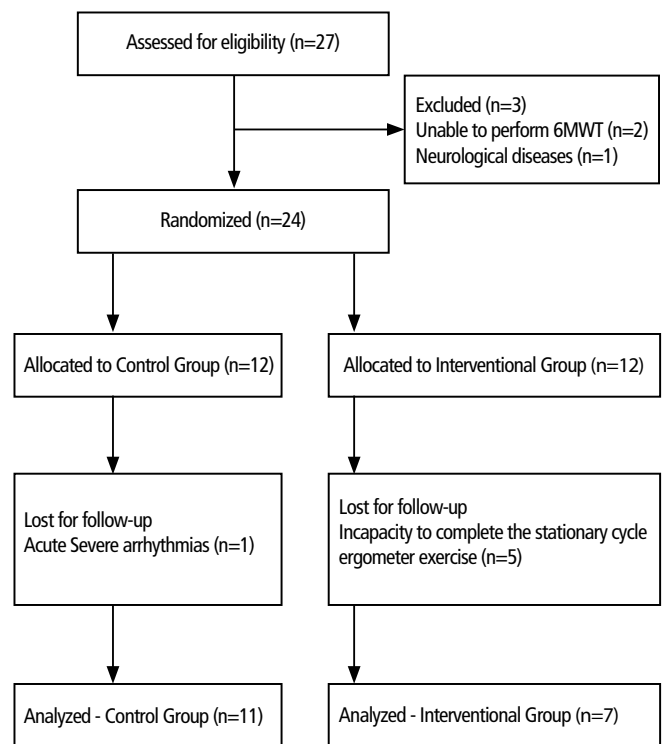 Assessed for eligibility (n=27)
Excluded (n=3)
Unable to perform 6MWT (n=2)
Neurological diseases (n=1)
Randomized (n=24)
Allocated to Control Group (n=12)
Allocated to Interventional Group (n=12)
Lost for follow-up
Acute Severe arrhythmias (n=1)
Lost for follow-up
Incapacity to complete the stationary cycle
ergometer exercise (n=5)
Analyzed - Control Group (n=11)
Analyzed - Interventional Group (n=7)